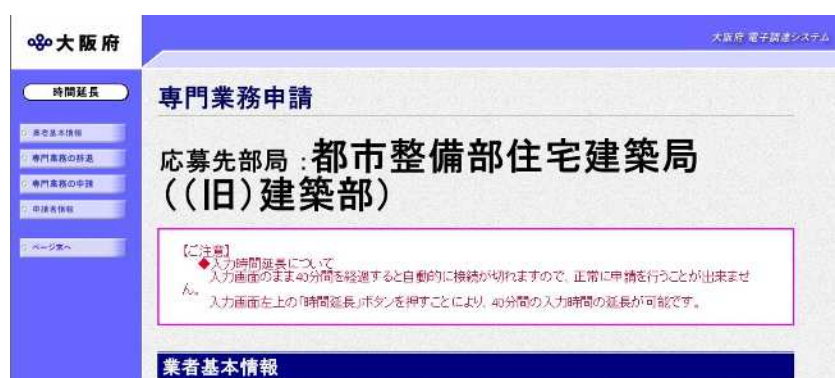 大阪府
大阪府 電子調達システム
時間延長
業者基本情報
専門業務の辞退
専門業務の申請
申請者情報
ページ末へ
専門業務申請
応募先部局:都市整備部住宅建築局
((旧)建築部)
【ご注意】
◆入力時間延長について
入力画面のまま40分間を経過すると自動的に接続が切れますので、正常に申請を行うことが出来ませ
ん。
入力画面左上の「時間延長」ボタンを押すことにより、40分間の入力時間の延長が可能です。
業者基本情報